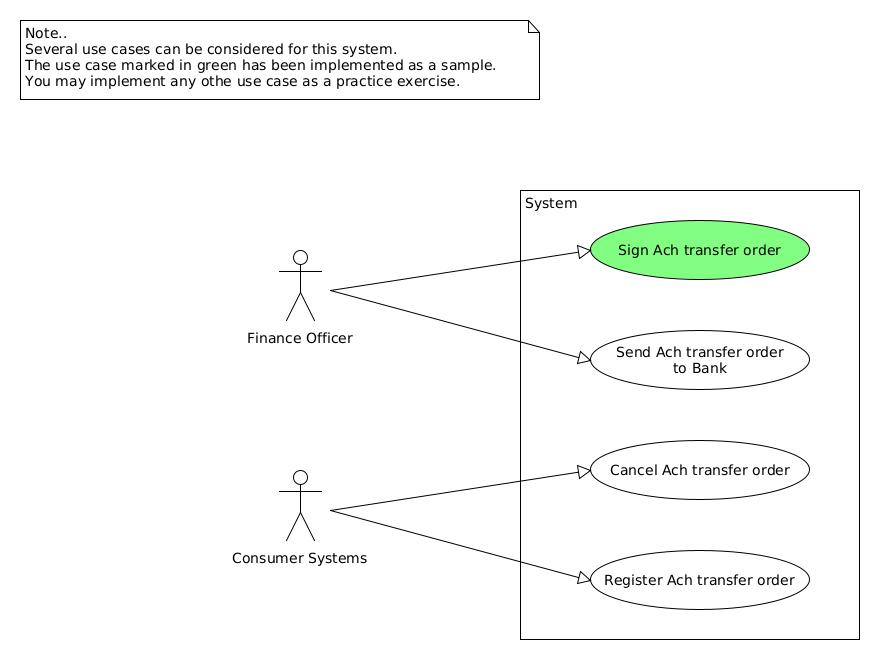 Note..
Several use cases can be considered for this system.
The use case marked in green has been implemented as a sample.
You may implement any othe use case as a practice exercise.
System
Sign Ach transfer order
Finance Officer
Send Ach transfer order
to Bank
Cancel Ach transfer order
Consumer Systems
Register Ach transfer order